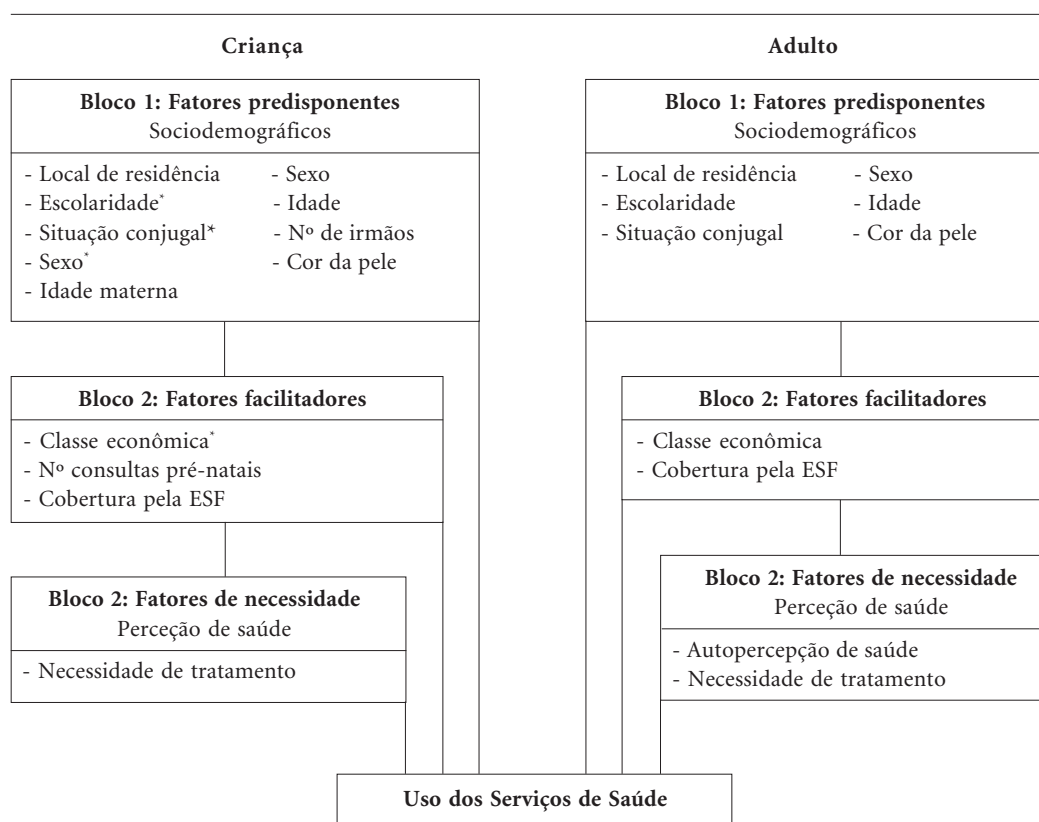 Criança
Bloco 1: Fatores predisponentes
Sociodemográficos
- Local de residência
- Escolaridade*
- Situação conjugal*
- Sexo*
- Idade materna
- Sexo
- Idade
- Nº de irmãos
- Cor da pele
Bloco 2: Fatores facilitadores
- Classe econômica*
- Nº consultas pré-natais
- Cobertura pela ESF
Bloco 2: Fatores de necessidade
Perceção de saúde
- Necessidade de tratamento
Adulto
Bloco 1: Fatores predisponentes
Sociodemográficos
- Local de residência
- Escolaridade
- Situação conjugal
- Sexo
- Idade
- Cor da pele
Bloco 2: Fatores facilitadores
- Classe econômica
- Cobertura pela ESF
Bloco 2: Fatores de necessidade
Perceção de saúde
- Autopercepção de saúde
- Necessidade de tratamento
Uso dos Serviços de Saúde